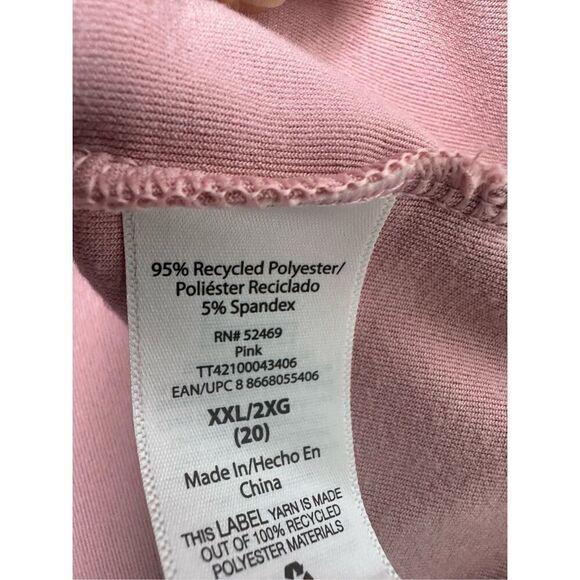 95% Recycled Polyester/
Poliéster Reciclado
5% Spandex
RN# 52469
Pink
TT42100043406
EAN/UPC 8 8668055406
XXL/2XG
(20)
Made In/Hecho En
China
THIS LABEL YARN IS MADE
OUT OF 100% RECYCLED
POLYESTER MATERIALS